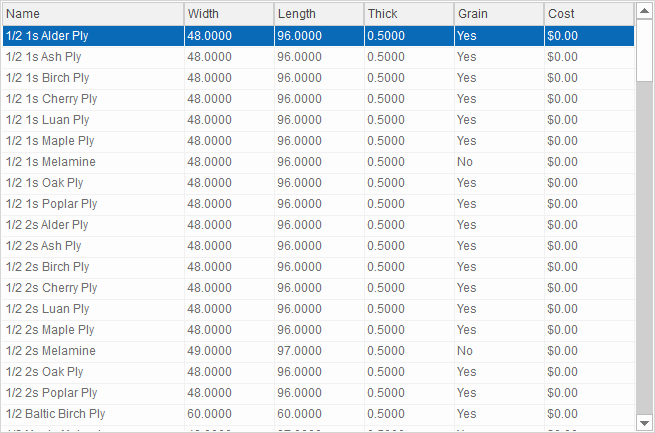 Name Width Length Thick Grain Cost
1/2 1s Alder Ply 48.0000 96.0000 0.5000 Yes $0.00
1/2 1s Ash Ply 48.0000 96.0000 0.5000 Yes $0.00
1/2 1s Birch Ply 48.0000 96.0000 0.5000 Yes $0.00
1/2 1s Cherry Ply 48.0000 96.0000 0.5000 Yes $0.00
1/2 1s Luan Ply 48.0000 96.0000 0.5000 Yes $0.00
1/2 1s Maple Ply 48.0000 96.0000 0.5000 Yes $0.00
1/2 1s Melamine 48.0000 96.0000 0.5000 No $0.00
1/2 1s Oak Ply 48.0000 96.0000 0.5000 Yes $0.00
1/2 1s Poplar Ply 48.0000 96.0000 0.5000 Yes $0.00
1/2 2s Alder Ply 48.0000 96.0000 0.5000 Yes $0.00
1/2 2s Ash Ply 48.0000 96.0000 0.5000 Yes $0.00
1/2 2s Birch Ply 48.0000 96.0000 0.5000 Yes $0.00
1/2 2s Cherry Ply 48.0000 96.0000 0.5000 Yes $0.00
1/2 2s Luan Ply 48.0000 96.0000 0.5000 Yes $0.00
1/2 2s Maple Ply 48.0000 96.0000 0.5000 Yes $0.00
1/2 2s Melamine 49.0000 97.0000 0.5000 No $0.00
1/2 2s Oak Ply 48.0000 96.0000 0.5000 Yes $0.00
1/2 2s Poplar Ply 48.0000 96.0000 0.5000 Yes $0.00
1/2 Baltic Birch Ply 60.0000 60.0000 0.5000 Yes $0.00